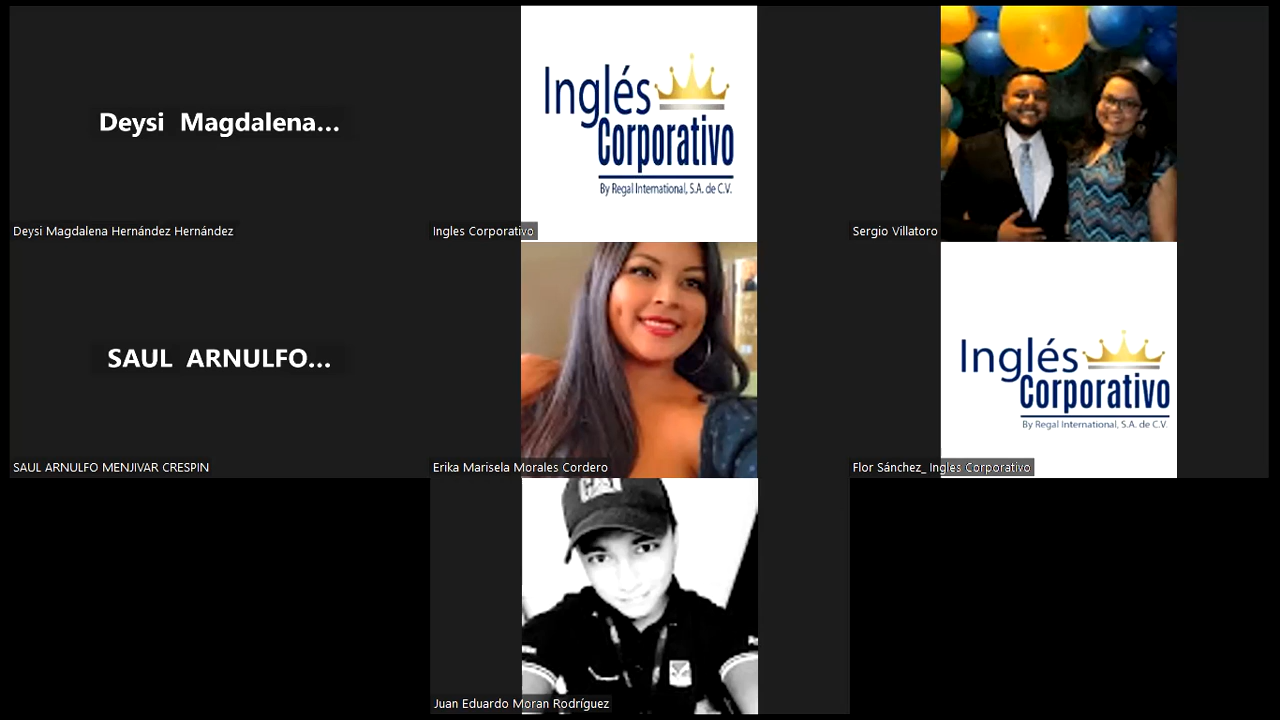 Deysi Magdalena...
Deysi Magdalena Hernández Hernández
Inglés
Corporativo
By Regal International, S.A. de C.V.
Ingles Corporativo
Sergio Villatoro
SAUL ARNULFO...
SAUL ARNULFO MENJIVAR CRESPIN
Erika Marisela Morales Cordero
Inglés
Corporativo
By Regal International, S.A. de C.V.
Flor Sánchez_ Ingles Corporativo
CAT
Juan Eduardo Moran Rodríguez